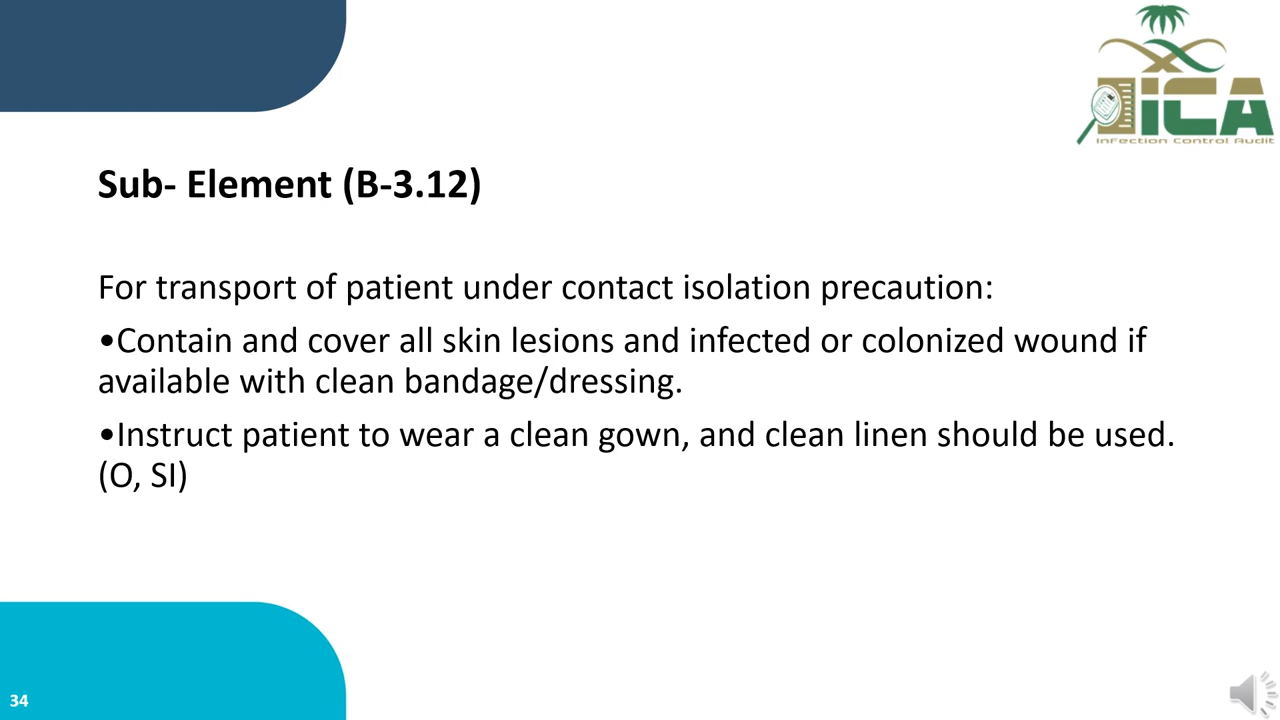 iCA
Infection Control Audit
Sub- Element (B-3.12)
For transport of patient under contact isolation precaution:
•Contain and cover all skin lesions and infected or colonized wound if
available with clean bandage/dressing.
•Instruct patient to wear a clean gown, and clean linen should be used.
(O, SI)
34